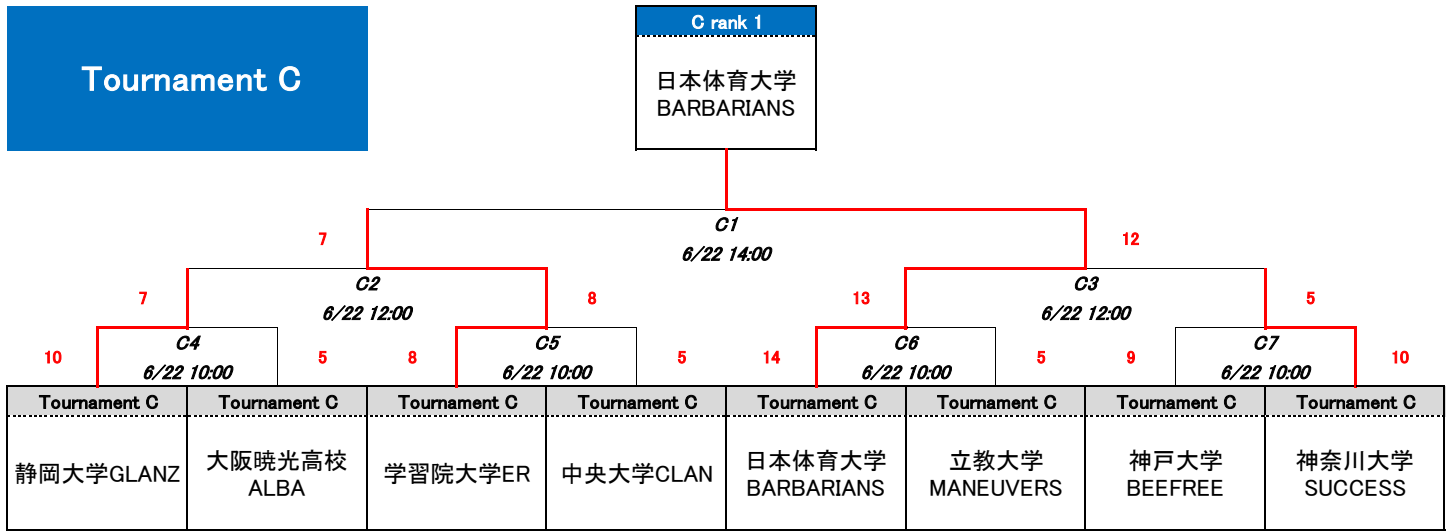 C rank 1
Tournament C
日本体育大学
BARBARIANS
C1
7
12
6/22 14:00
C2
C3
7
8
13
5
6/22 12:00
6/22 12:00
C4
C5
C6
C7
10
5
8
5
14
5
9
10
6/22 10:00
6/22 10:00
6/22 10:00
6/22 10:00
Tournament C
Tournament C
Tournament C
Tournament C
Tournament C
Tournament C
Tournament C
Tournament C
静岡大学GLANZ
大阪暁光高校
ALBA
学習院大学ER
中央大学CLAN
日本体育大学
BARBARIANS
立教大学
MANEUVERS
神戸大学
BEEFREE
神奈川大学
SUCCESS